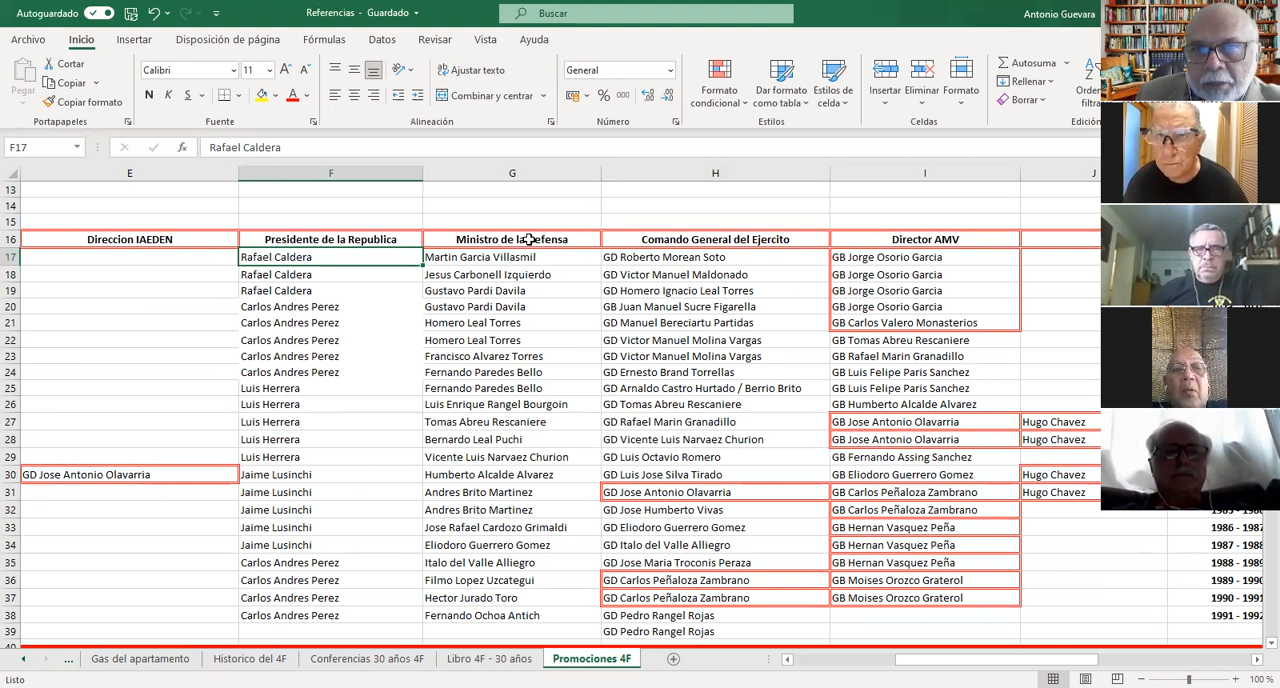 Autoguardado Referencias - Guardado Buscar Antonio Guevara
Archivo Inicio Insertar Disposición de página Fórmulas Datos Revisar Vista Ayuda
Pegar Cortar Copiar Copiar formato
Calibri 11 N K S
Ajustar texto Combinar y centrar
General % 000
Formato condicional Dar formato como tabla Estilos de celda
Insertar Eliminar Formato
Autosuma Rellenar Borrar
Portapapeles Fuente Alineación Número Estilos Celdas
F17 fx Rafael Caldera
E F G H I J
13
14
15
16 Direccion IAEDEN Presidente de la Republica Ministro de la Defensa Comando General del Ejercito Director AMV
17 Rafael Caldera Martin Garcia Villasmil GD Roberto Morean Soto GB Jorge Osorio Garcia
18 Rafael Caldera Jesus Carbonell Izquierdo GD Victor Manuel Maldonado GB Jorge Osorio Garcia
19 Rafael Caldera Gustavo Pardi Davila GD Homero Ignacio Leal Torres GB Jorge Osorio Garcia
20 Carlos Andres Perez Gustavo Pardi Davila GB Juan Manuel Sucre Figarella GB Jorge Osorio Garcia
21 Carlos Andres Perez Homero Leal Torres GD Manuel Bereciartu Partidas GB Carlos Valero Monasterios
22 Carlos Andres Perez Homero Leal Torres GD Victor Manuel Molina Vargas GB Tomas Abreu Rescaniere
23 Carlos Andres Perez Francisco Alvarez Torres GD Victor Manuel Molina Vargas GB Rafael Marin Granadillo
24 Carlos Andres Perez Fernando Paredes Bello GD Ernesto Brand Torrellas GB Luis Felipe Paris Sanchez
25 Luis Herrera Fernando Paredes Bello GD Arnaldo Castro Hurtado / Berrio Brito GB Luis Felipe Paris Sanchez
26 Luis Herrera Luis Enrique Rangel Bourgoin GD Tomas Abreu Rescaniere GB Humberto Alcalde Alvarez
27 Luis Herrera Tomas Abreu Rescaniere GD Rafael Marin Granadillo GB Jose Antonio Olavarria Hugo Chavez
28 Luis Herrera Bernardo Leal Puchi GD Vicente Luis Narvaez Churion GB Jose Antonio Olavarria Hugo Chavez
29 Luis Herrera Vicente Luis Narvaez Churion GD Luis Octavio Romero GB Fernando Assing Sanchez
30 GD Jose Antonio Olavarria Jaime Lusinchi Humberto Alcalde Alvarez GD Luis Jose Silva Tirado GB Eliodoro Guerrero Gomez Hugo Chavez
31 Jaime Lusinchi Andres Brito Martinez GD Jose Antonio Olavarria GB Carlos Peñaloza Zambrano Hugo Chavez
32 Jaime Lusinchi Andres Brito Martinez GD Jose Humberto Vivas GB Carlos Peñaloza Zambrano
33 Jaime Lusinchi Jose Rafael Cardozo Grimaldi GD Eliodoro Guerrero Gomez GB Hernan Vasquez Peña 1986 - 1987
34 Jaime Lusinchi Eliodoro Guerrero Gomez GD Italo del Valle Alliegro GB Hernan Vasquez Peña 1987 - 1988
35 Carlos Andres Perez Italo del Valle Alliegro GD Jose Maria Troconis Peraza GB Hernan Vasquez Peña 1988 - 1989
36 Carlos Andres Perez Filmo Lopez Uzcategui GD Carlos Peñaloza Zambrano GB Moises Orozco Graterol 1989 - 1990
37 Carlos Andres Perez Hector Jurado Toro GD Carlos Peñaloza Zambrano GB Moises Orozco Graterol 1990 - 1991
38 Carlos Andres Perez Fernando Ochoa Antich GD Pedro Rangel Rojas 1991 - 1992
39 GD Pedro Rangel Rojas
... Gas del apartamento Historico del 4F Conferencias 30 años 4F Libro 4F - 30 años Promociones 4F
Listo 100 %